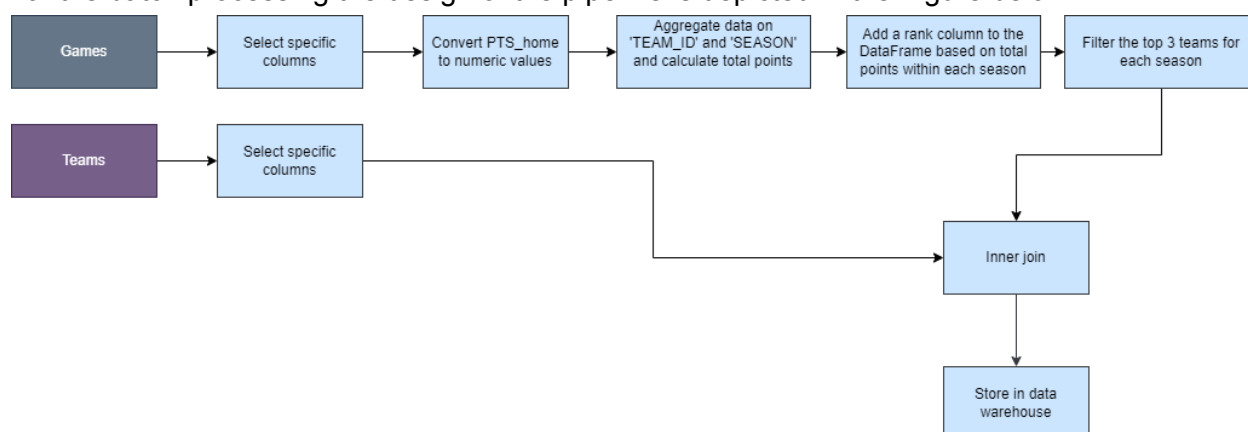 Games
Select specific
columns
Convert PTS_home
to numeric values
Aggregate data on
'TEAM_ID' and 'SEASON'
and calculate total points
Add a rank column to the
DataFrame based on total
points within each season
Filter the top 3 teams for
each season
Teams
Select specific
columns
Inner join
Store in data
warehouse